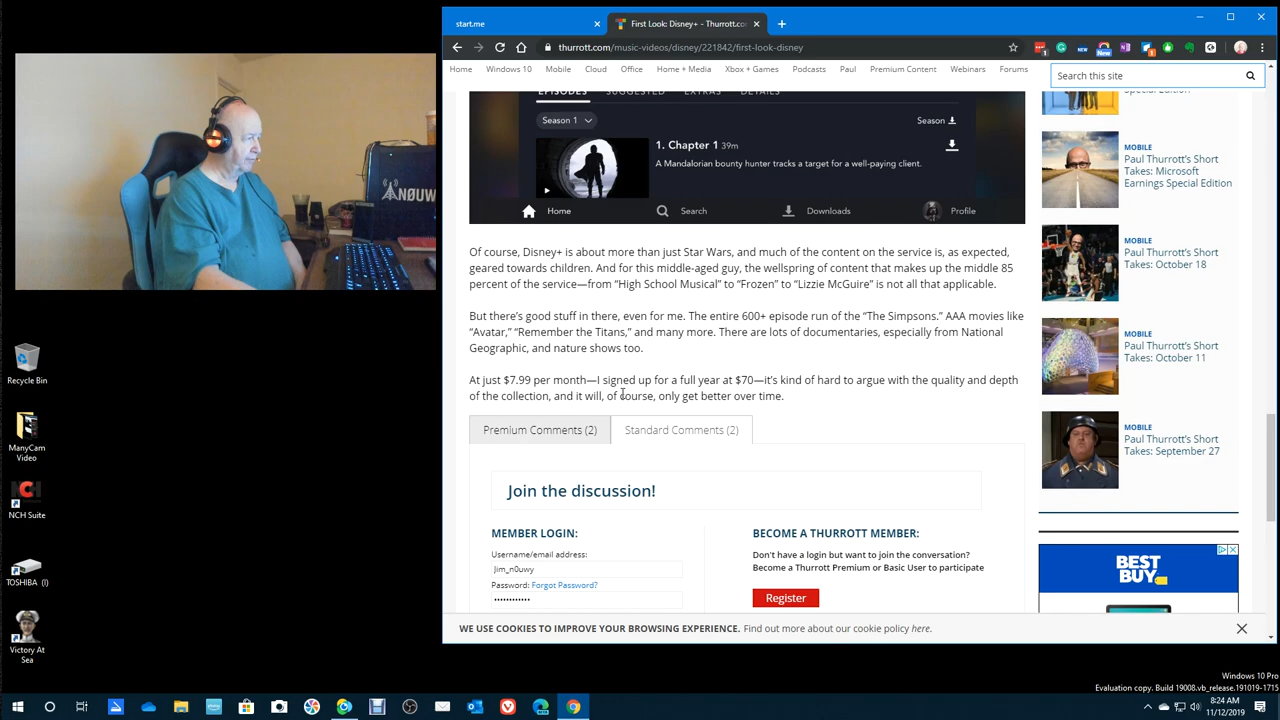 start.me
First Look: Disney+ - Thurrott.co
thurrott.com/music-videos/disney/221842/first-look-disney
Home Windows 10 Mobile Cloud Office Home + Media Xbox + Games Podcasts Paul Premium Content Webinars Forums
Search this site
EPISODES SUGGESTED EXTRAS DETAILS
Season 1
Season
1. Chapter 1 39m
A Mandalorian bounty hunter tracks a target for a well-paying client.
Home Search Downloads Profile
Of course, Disney+ is about more than just Star Wars, and much of the content on the service is, as expected,
geared towards children. And for this middle-aged guy, the wellspring of content that makes up the middle 85
percent of the service—from “High School Musical” to “Frozen” to “Lizzie McGuire” is not all that applicable.
But there’s good stuff in there, even for me. The entire 600+ episode run of the “The Simpsons.” AAA movies like
“Avatar,” “Remember the Titans,” and many more. There are lots of documentaries, especially from National
Geographic, and nature shows too.
At just $7.99 per month—I signed up for a full year at $70—it’s kind of hard to argue with the quality and depth
of the collection, and it will, of course, only get better over time.
Premium Comments (2)
Standard Comments (2)
Join the discussion!
MEMBER LOGIN:
Username/email address:
Jim_n0uwy
Password: Forgot Password?
••••••••••••
BECOME A THURROTT MEMBER:
Don't have a login but want to join the conversation?
Become a Thurrott Premium or Basic User to participate
Register
WE USE COOKIES TO IMPROVE YOUR BROWSING EXPERIENCE. Find out more about our cookie policy here.
Special Edition
MOBILE
Paul Thurrott’s Short
Takes: Microsoft
Earnings Special Edition
MOBILE
Paul Thurrott’s Short
Takes: October 18
MOBILE
Paul Thurrott’s Short
Takes: October 11
MOBILE
Paul Thurrott’s Short
Takes: September 27
BEST
BUY
Recycle Bin
ManyCam
Video
NCH
NCH Suite
TOSHIBA (I)
Victory At
Sea
Windows 10 Pro
Evaluation copy. Build 19008.vb_release.191019-1715
8:24 AM
11/12/2019